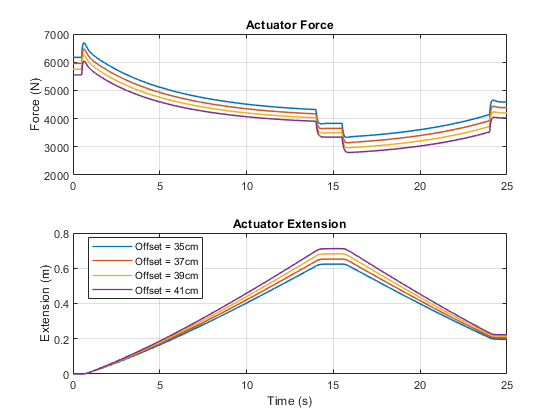 Actuator Force
7000
6000
5000
4000
3000
2000
Force (N)
0 5 10 15 20 25
Actuator Extension
0.8
0.6
0.4
0.2
0
Extension (m)
Offset = 35cm
Offset = 37cm
Offset = 39cm
Offset = 41cm
0 5 10 15 20 25
Time (s)